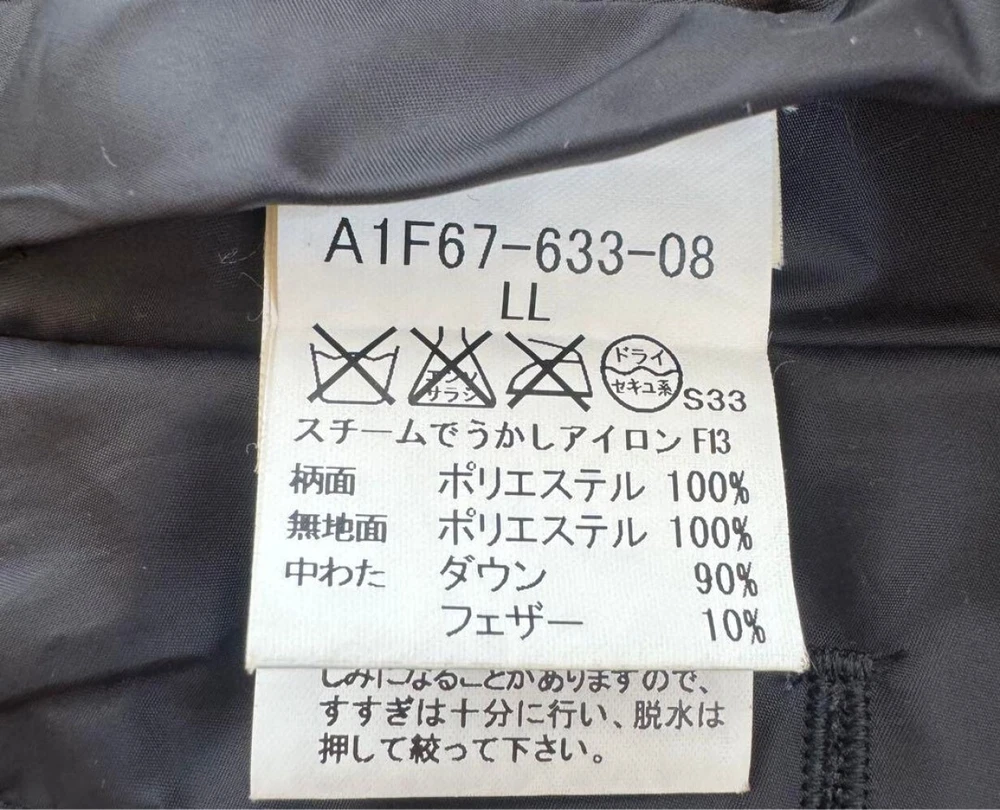 A1F67-633-08
LL
エンソ
サラシ
ドライ
セキユ系
S33
スチームでうかしアイロン F13
柄面 ポリエステル 100%
無地面 ポリエステル 100%
中わた ダウン 90%
フェザー 10%
しみになることがありますので、
すすぎは十分に行い、脱水は
押して絞って下さい。